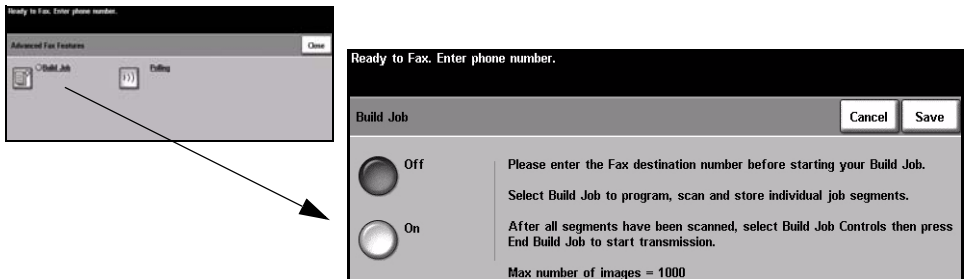 Ready to Fax. Enter phone number.
Advanced Fax Features
Close
Build Job
Polling
Ready to Fax. Enter phone number.
Build Job
Cancel
Save
Off
Please enter the Fax destination number before starting your Build Job.
Select Build Job to program, scan and store individual job segments.
On
After all segments have been scanned, select Build Job Controls then press
End Build Job to start transmission.
Max number of images = 1000